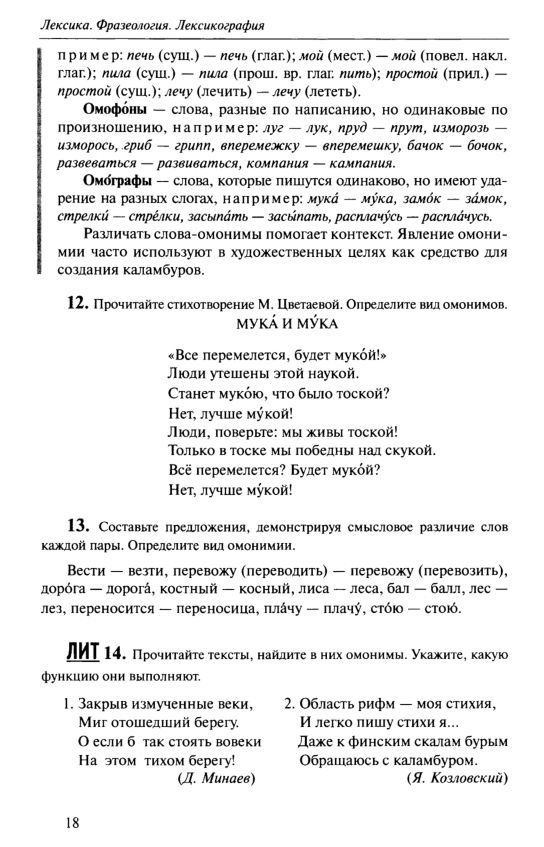 Лексика. Фразеология. Лексикография
пример: печь (сущ.) — печь (глаг.); мой (мест.) — мой (повел. накл.
глаг.); пила (сущ.) — пила (прош. вр. глаг. пить); простой (прил.) —
простой (сущ.); лечу (лечить) — лечу (лететь).
Омофо́ны — слова, разные по написанию, но одинаковые по
произношению, например: луг — лук, пруд — прут, изморозь —
изморось, гриб — грипп, вперемежку — вперемешку, бачок — бочок,
развеваться — развиваться, компания — кампания.
Омо́графы — слова, которые пишутся одинаково, но имеют уда-
рение на разных слогах, например: мука́ — му́ка, замо́к — за́мок,
стрелки́ — стре́лки, засыпа́ть — засы́пать, расплачу́сь — распла́чусь.
Различать слова-омонимы помогает контекст. Явление омони-
мии часто используют в художественных целях как средство для
создания каламбуров.
12. Прочитайте стихотворение М. Цветаевой. Определите вид омонимов.
МУКА́ И МУ́КА
«Все перемелется, будет муко́й!»
Люди утешены этой наукой.
Станет муко́ю, что было тоской?
Нет, лучше му́кой!
Люди, поверьте: мы живы тоской!
Только в тоске мы победны над скукой.
Всё перемелется? Будет муко́й?
Нет, лучше му́кой!
13. Составьте предложения, демонстрируя смысловое различие слов
каждой пары. Определите вид омонимии.
Вести — везти, перевожу (переводить) — перевожу (перевозить),
доро́га — дорога́, костный — косный, лиса — леса, бал — балл, лес —
лез, переносится — переносица, пла́чу — плачу́, сто́ю — стою́.
ЛИТ 14. Прочитайте тексты, найдите в них омонимы. Укажите, какую
функцию они выполняют.
1. Закрыв измученные веки,
Миг отошедший берегу.
О если б так стоять вовеки
На этом тихом берегу!
(Д. Минаев)
2. Область рифм — моя стихия,
И легко пишу стихи я...
Даже к финским скалам бурым
Обращаюсь с каламбуром.
(Я. Козловский)
18